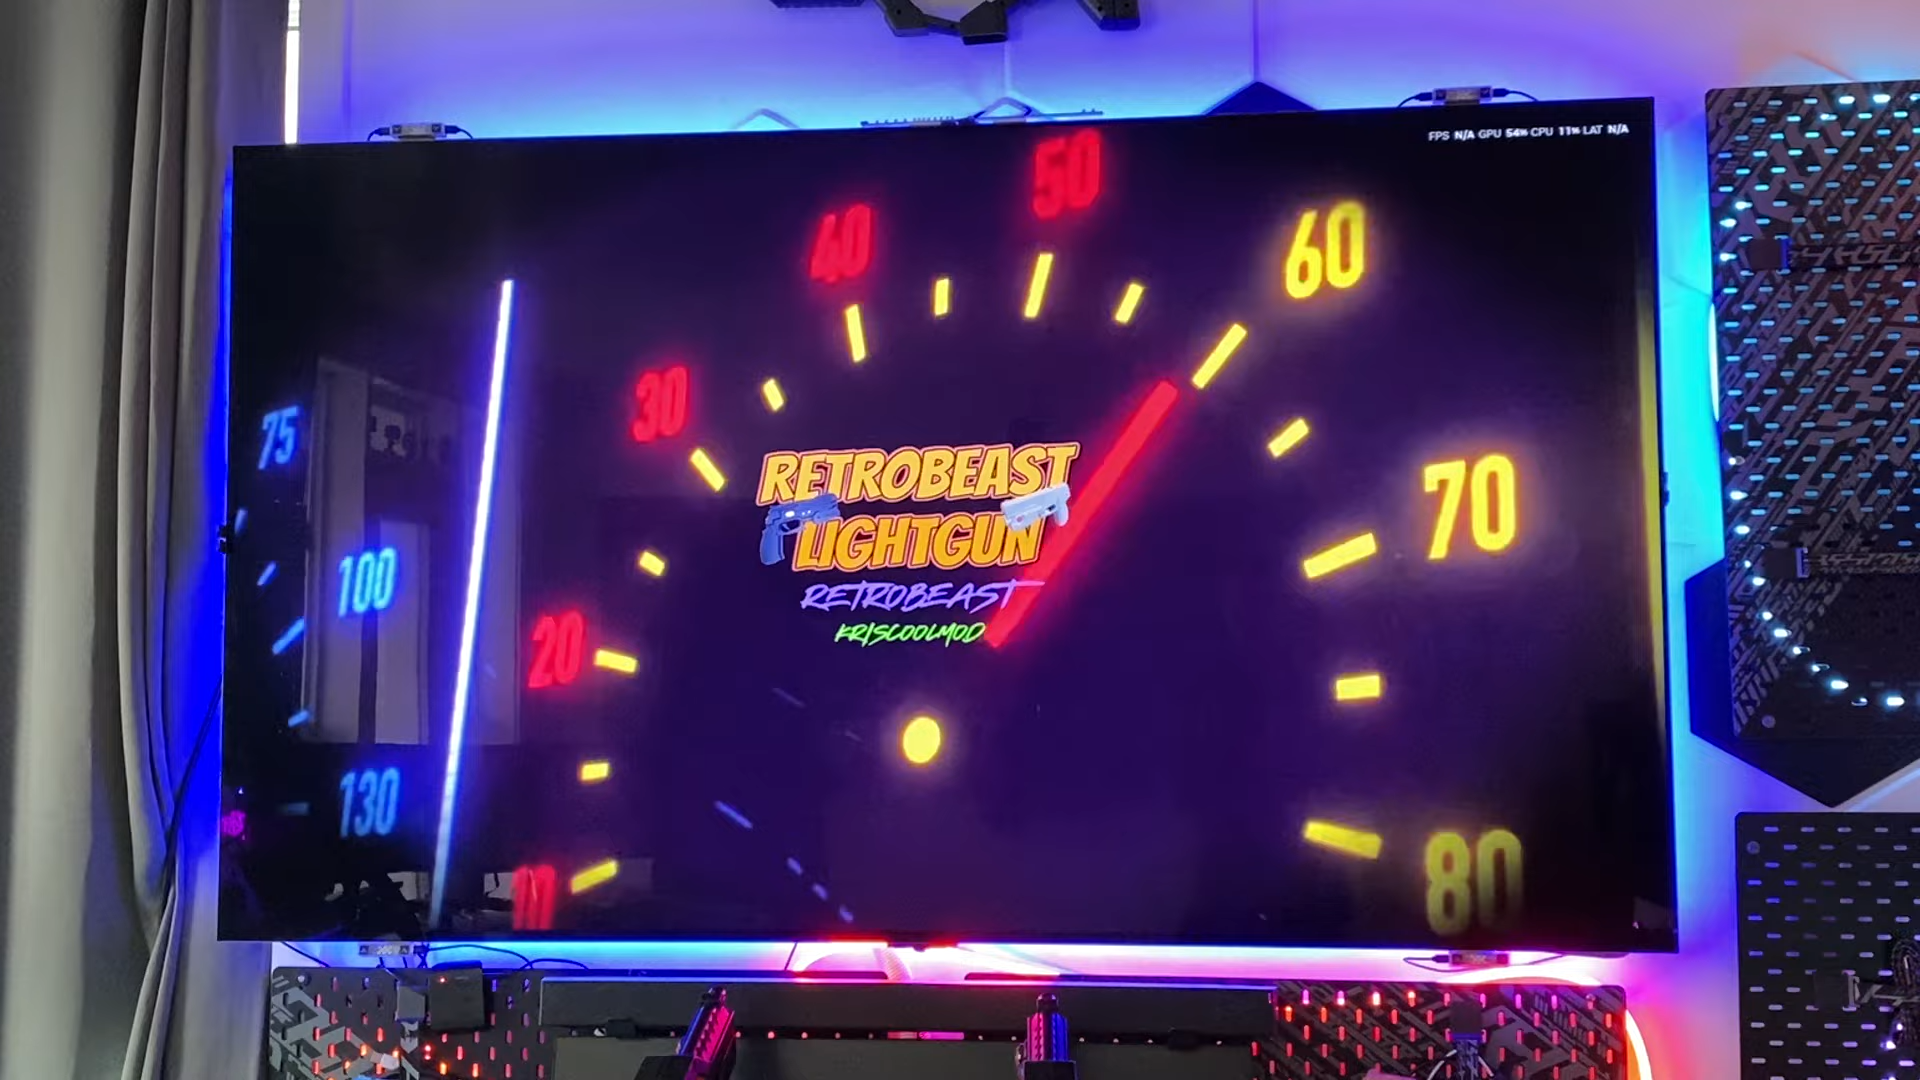 FPS N/A GPU 54% CPU 11% LAT N/A
50
40
60
30
75
70
RETROBEAST
LIGHTGUN
100
RETROBEAST
KRISCOOLMOD
20
130
10
80